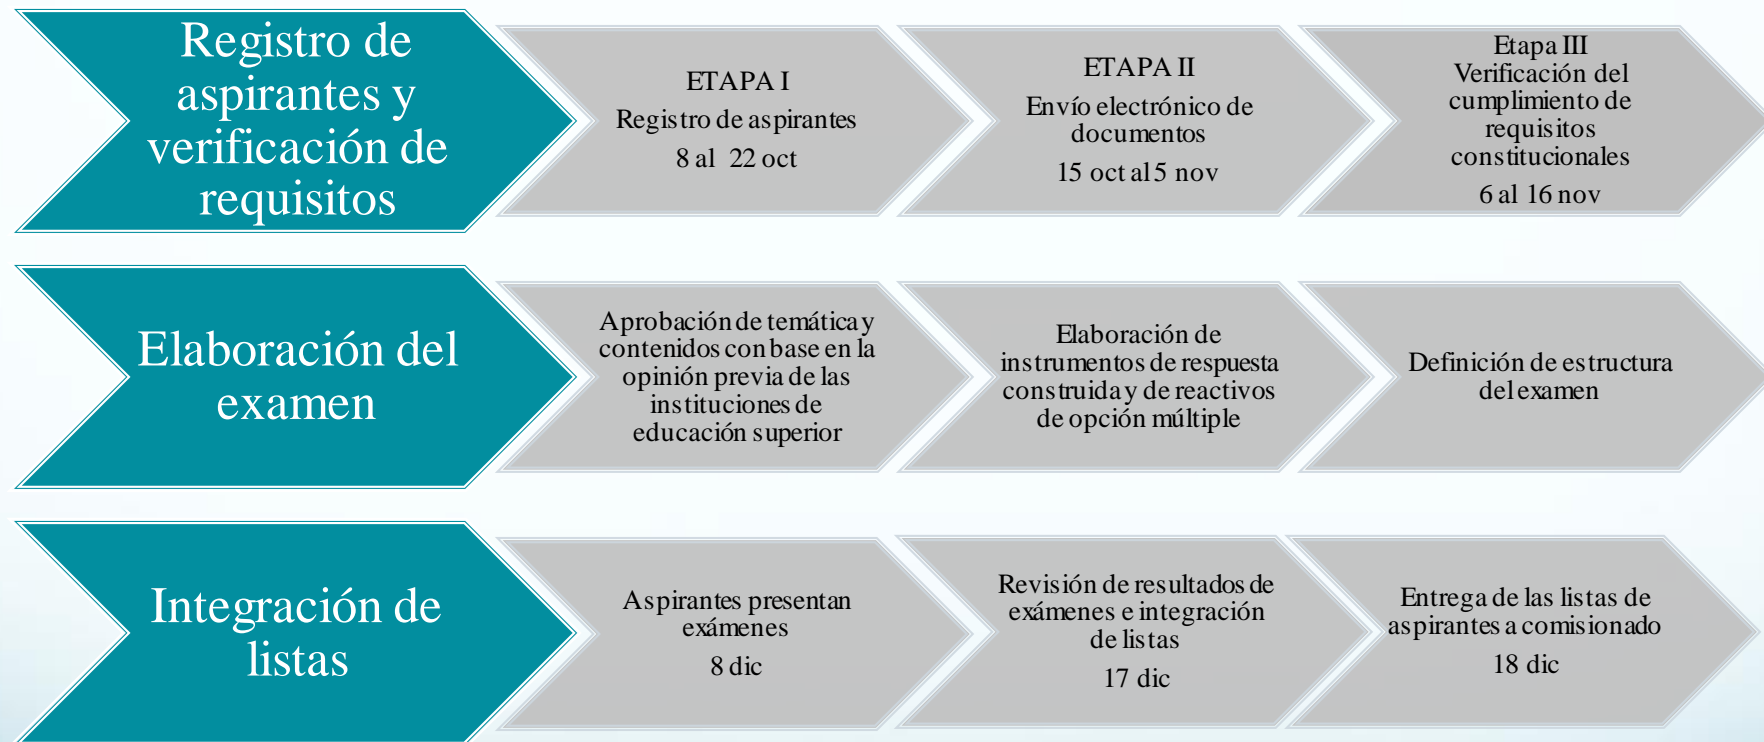 Registro de
aspirantes y
verificación de
requisitos
ETAPA I
Registro de aspirantes
8 al 22 oct
ETAPA II
Envío electrónico de
documentos
15 oct al 5 nov
Etapa III
Verificación del
cumplimiento de
requisitos
constitucionales
6 al 16 nov
Elaboración del
examen
Aprobación de temática y
contenidos con base en la
opinión previa de las
instituciones de
educación superior
Elaboración de
instrumentos de respuesta
construida y de reactivos
de opción múltiple
Definición de estructura
del examen
Integración de
listas
Aspirantes presentan
exámenes
8 dic
Revisión de resultados de
exámenes e integración
de listas
17 dic
Entrega de las listas de
aspirantes a comisionado
18 dic